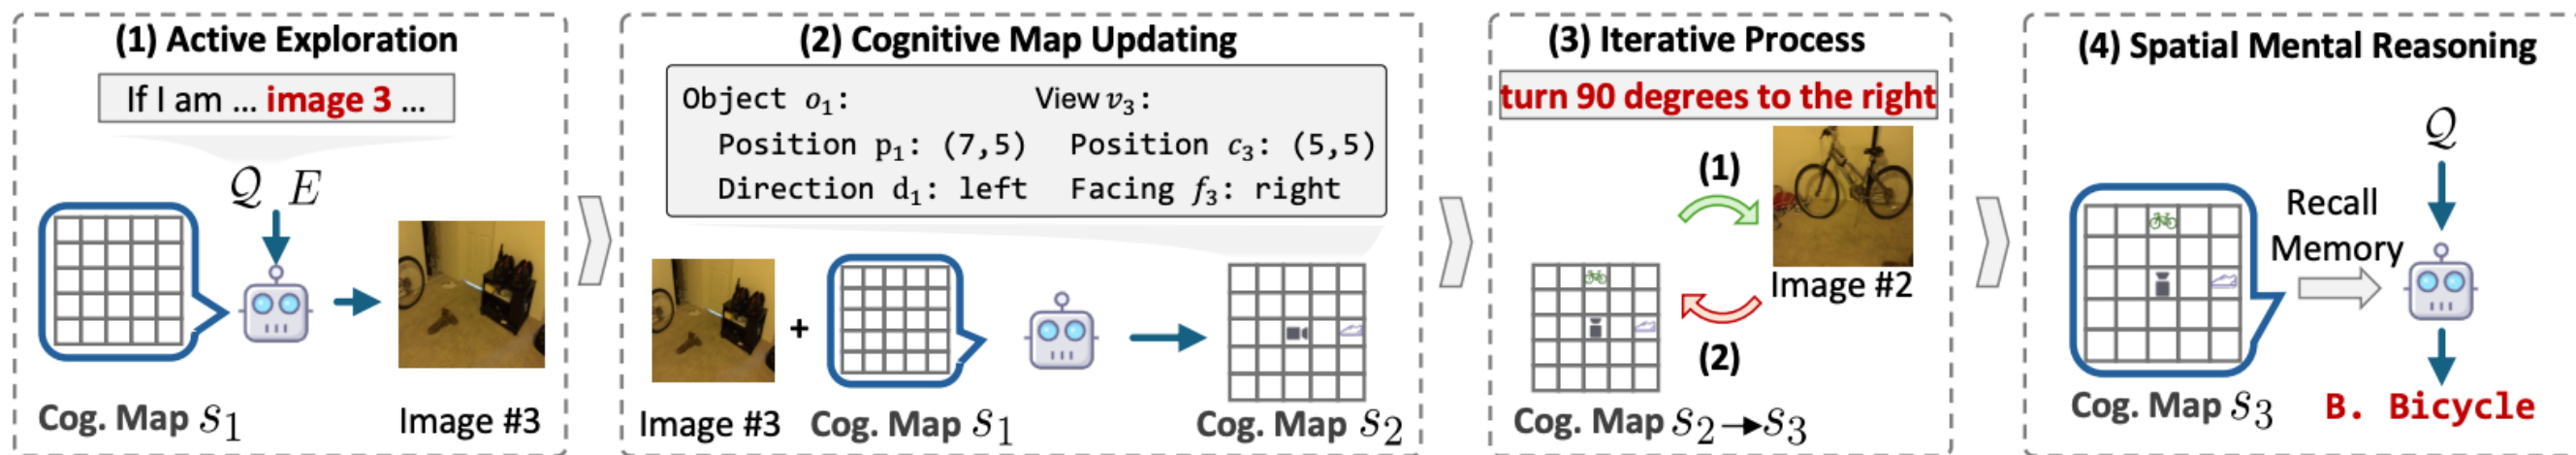 (1) Active Exploration
If I am ... image 3 ...
Q E
Cog. Map s₁
Image #3
(2) Cognitive Map Updating
Object o₁: View v₃:
Position p₁: (7,5) Position c₃: (5,5)
Direction d₁: left Facing f₃: right
+
Image #3
Cog. Map s₁
Cog. Map s₂
(3) Iterative Process
turn 90 degrees to the right
(1)
Image #2
(2)
Cog. Map s₂→s₃
(4) Spatial Mental Reasoning
Q
Recall
Memory
Cog. Map s₃
B. Bicycle